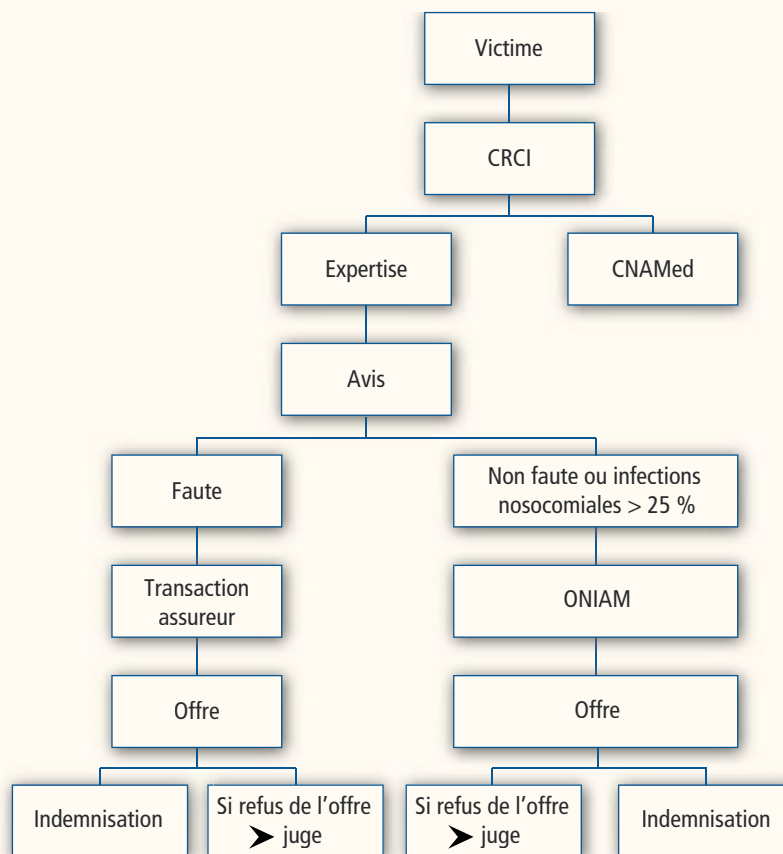 Victime
CRCI
Expertise
CNAMed
Avis
Faute
Non faute ou infections
nosocomiales > 25 %
Transaction
assureur
ONIAM
Offre
Offre
Indemnisation
Si refus de l'offre
➤ juge
Si refus de l'offre
➤ juge
Indemnisation